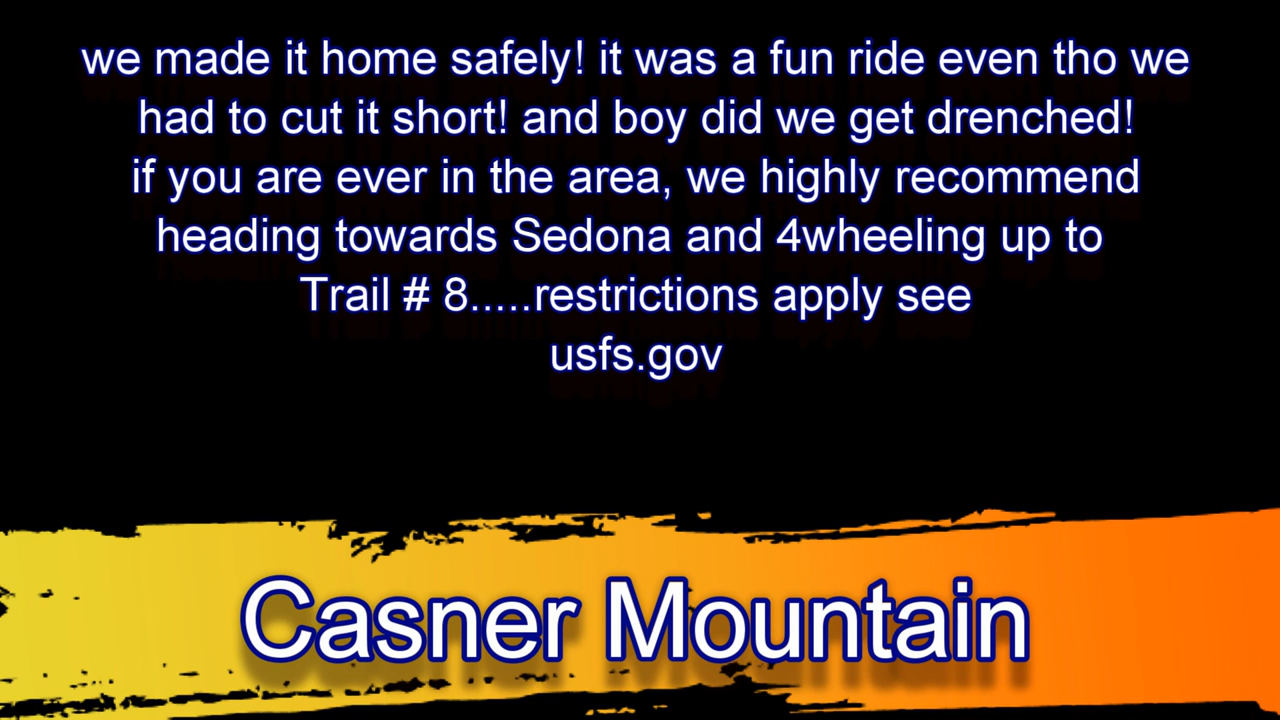 we made it home safely! it was a fun ride even tho we
had to cut it short! and boy did we get drenched!
if you are ever in the area, we highly recommend
heading towards Sedona and 4wheeling up to
Trail # 8.....restrictions apply see
usfs.gov
Casner Mountain